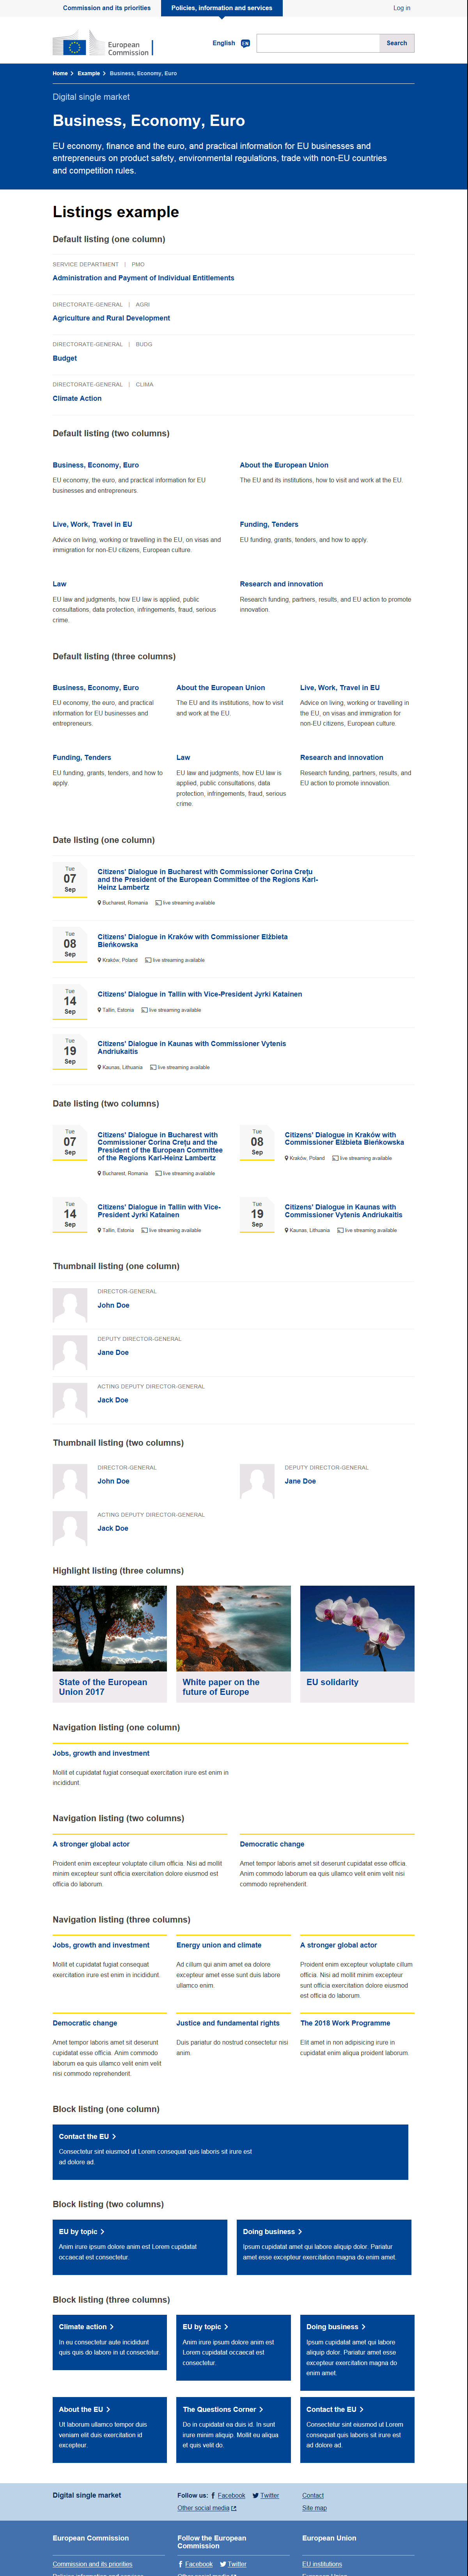 Commission and its priorities
Policies, information and services
Log in
European
Commission
English
EN
Search
Home
Example
Business, Economy, Euro
Digital single market
Business, Economy, Euro
EU economy, finance and the euro, and practical information for EU businesses and
entrepreneurs on product safety, environmental regulations, trade with non-EU countries
and competition rules.
Listings example
Default listing (one column)
SERVICE DEPARTMENT | PMO
Administration and Payment of Individual Entitlements
DIRECTORATE-GENERAL | AGRI
Agriculture and Rural Development
DIRECTORATE-GENERAL | BUDG
Budget
DIRECTORATE-GENERAL | CLIMA
Climate Action
Default listing (two columns)
Business, Economy, Euro
EU economy, the euro, and practical information for EU
businesses and entrepreneurs.
About the European Union
The EU and its institutions, how to visit and work at the EU.
Live, Work, Travel in EU
Advice on living, working or travelling in the EU, on visas and
immigration for non-EU citizens, European culture.
Funding, Tenders
EU funding, grants, tenders, and how to apply.
Law
EU law and judgments, how EU law is applied, public
consultations, data protection, infringements, fraud, serious
crime.
Research and innovation
Research funding, partners, results, and EU action to promote
innovation.
Default listing (three columns)
Business, Economy, Euro
EU economy, the euro, and practical
information for EU businesses and
entrepreneurs.
About the European Union
The EU and its institutions, how to visit
and work at the EU.
Live, Work, Travel in EU
Advice on living, working or travelling in
the EU, on visas and immigration for
non-EU citizens, European culture.
Funding, Tenders
EU funding, grants, tenders, and how to
apply.
Law
EU law and judgments, how EU law is
applied, public consultations, data
protection, infringements, fraud, serious
crime.
Research and innovation
Research funding, partners, results, and
EU action to promote innovation.
Date listing (one column)
Tue
07
Sep
Citizens' Dialogue in Bucharest with Commissioner Corina Crețu
and the President of the European Committee of the Regions Karl-
Heinz Lambertz
Bucharest, Romania
live streaming available
Tue
08
Sep
Citizens' Dialogue in Kraków with Commissioner Elżbieta
Bieńkowska
Kraków, Poland
live streaming available
Tue
14
Sep
Citizens' Dialogue in Tallin with Vice-President Jyrki Katainen
Tallin, Estonia
live streaming available
Tue
19
Sep
Citizens' Dialogue in Kaunas with Commissioner Vytenis
Andriukaitis
Kaunas, Lithuania
live streaming available
Date listing (two columns)
Tue
07
Sep
Citizens' Dialogue in Bucharest with
Commissioner Corina Crețu and the
President of the European Committee
of the Regions Karl-Heinz Lambertz
Bucharest, Romania
live streaming available
Tue
08
Sep
Citizens' Dialogue in Kraków with
Commissioner Elżbieta Bieńkowska
Kraków, Poland
live streaming available
Tue
14
Sep
Citizens' Dialogue in Tallin with Vice-
President Jyrki Katainen
Tallin, Estonia
live streaming available
Tue
19
Sep
Citizens' Dialogue in Kaunas with
Commissioner Vytenis Andriukaitis
Kaunas, Lithuania
live streaming available
Thumbnail listing (one column)
DIRECTOR-GENERAL
John Doe
DEPUTY DIRECTOR-GENERAL
Jane Doe
ACTING DEPUTY DIRECTOR-GENERAL
Jack Doe
Thumbnail listing (two columns)
DIRECTOR-GENERAL
John Doe
DEPUTY DIRECTOR-GENERAL
Jane Doe
ACTING DEPUTY DIRECTOR-GENERAL
Jack Doe
Highlight listing (three columns)
State of the European
Union 2017
White paper on the
future of Europe
EU solidarity
Navigation listing (one column)
Jobs, growth and investment
Mollit et cupidatat fugiat consequat exercitation irure est enim in
incididunt.
Navigation listing (two columns)
A stronger global actor
Proident enim excepteur voluptate cillum officia. Nisi ad mollit
minim excepteur sunt officia exercitation dolore eiusmod est
officia do laborum.
Democratic change
Amet tempor laboris amet sit deserunt cupidatat esse officia.
Anim commodo laborum ea quis ullamco velit enim velit nisi
commodo reprehenderit.
Navigation listing (three columns)
Jobs, growth and investment
Mollit et cupidatat fugiat consequat
exercitation irure est enim in incididunt.
Energy union and climate
Ad cillum qui anim amet ea dolore
excepteur amet esse sunt duis labore
ullamco enim.
A stronger global actor
Proident enim excepteur voluptate cillum
officia. Nisi ad mollit minim excepteur
sunt officia exercitation dolore eiusmod
est officia do laborum.
Democratic change
Amet tempor laboris amet sit deserunt
cupidatat esse officia. Anim commodo
laborum ea quis ullamco velit enim velit
nisi commodo reprehenderit.
Justice and fundamental rights
Duis pariatur do nostrud consectetur nisi
anim.
The 2018 Work Programme
Elit amet in non adipisicing irure in
cupidatat enim aliqua proident laborum.
Block listing (one column)
Contact the EU
Consectetur sint eiusmod ut Lorem consequat quis laboris sit irure est
ad dolore ad.
Block listing (two columns)
EU by topic
Anim irure ipsum dolore anim est Lorem cupidatat
occaecat est consectetur.
Doing business
Ipsum cupidatat amet qui labore aliquip dolor. Pariatur
amet esse excepteur exercitation magna do enim amet.
Block listing (three columns)
Climate action
In eu consectetur aute incididunt
quis quis do labore in ut consectetur.
EU by topic
Anim irure ipsum dolore anim est
Lorem cupidatat occaecat est
consectetur.
Doing business
Ipsum cupidatat amet qui labore
aliquip dolor. Pariatur amet esse
excepteur exercitation magna do
enim amet.
About the EU
Ut laborum ullamco tempor duis
veniam elit duis exercitation id
excepteur.
The Questions Corner
Do in cupidatat ea duis id. In sunt
irure minim aliquip. Mollit eu aliqua
et quis velit do.
Contact the EU
Consectetur sint eiusmod ut Lorem
consequat quis laboris sit irure est
ad dolore ad.
Digital single market
Follow us:
Facebook
Twitter
Other social media
Contact
Site map
European Commission
Follow the European
Commission
European Union
Commission and its priorities
Facebook
Twitter
EU institutions
Policies information and services
Other social media
European Union